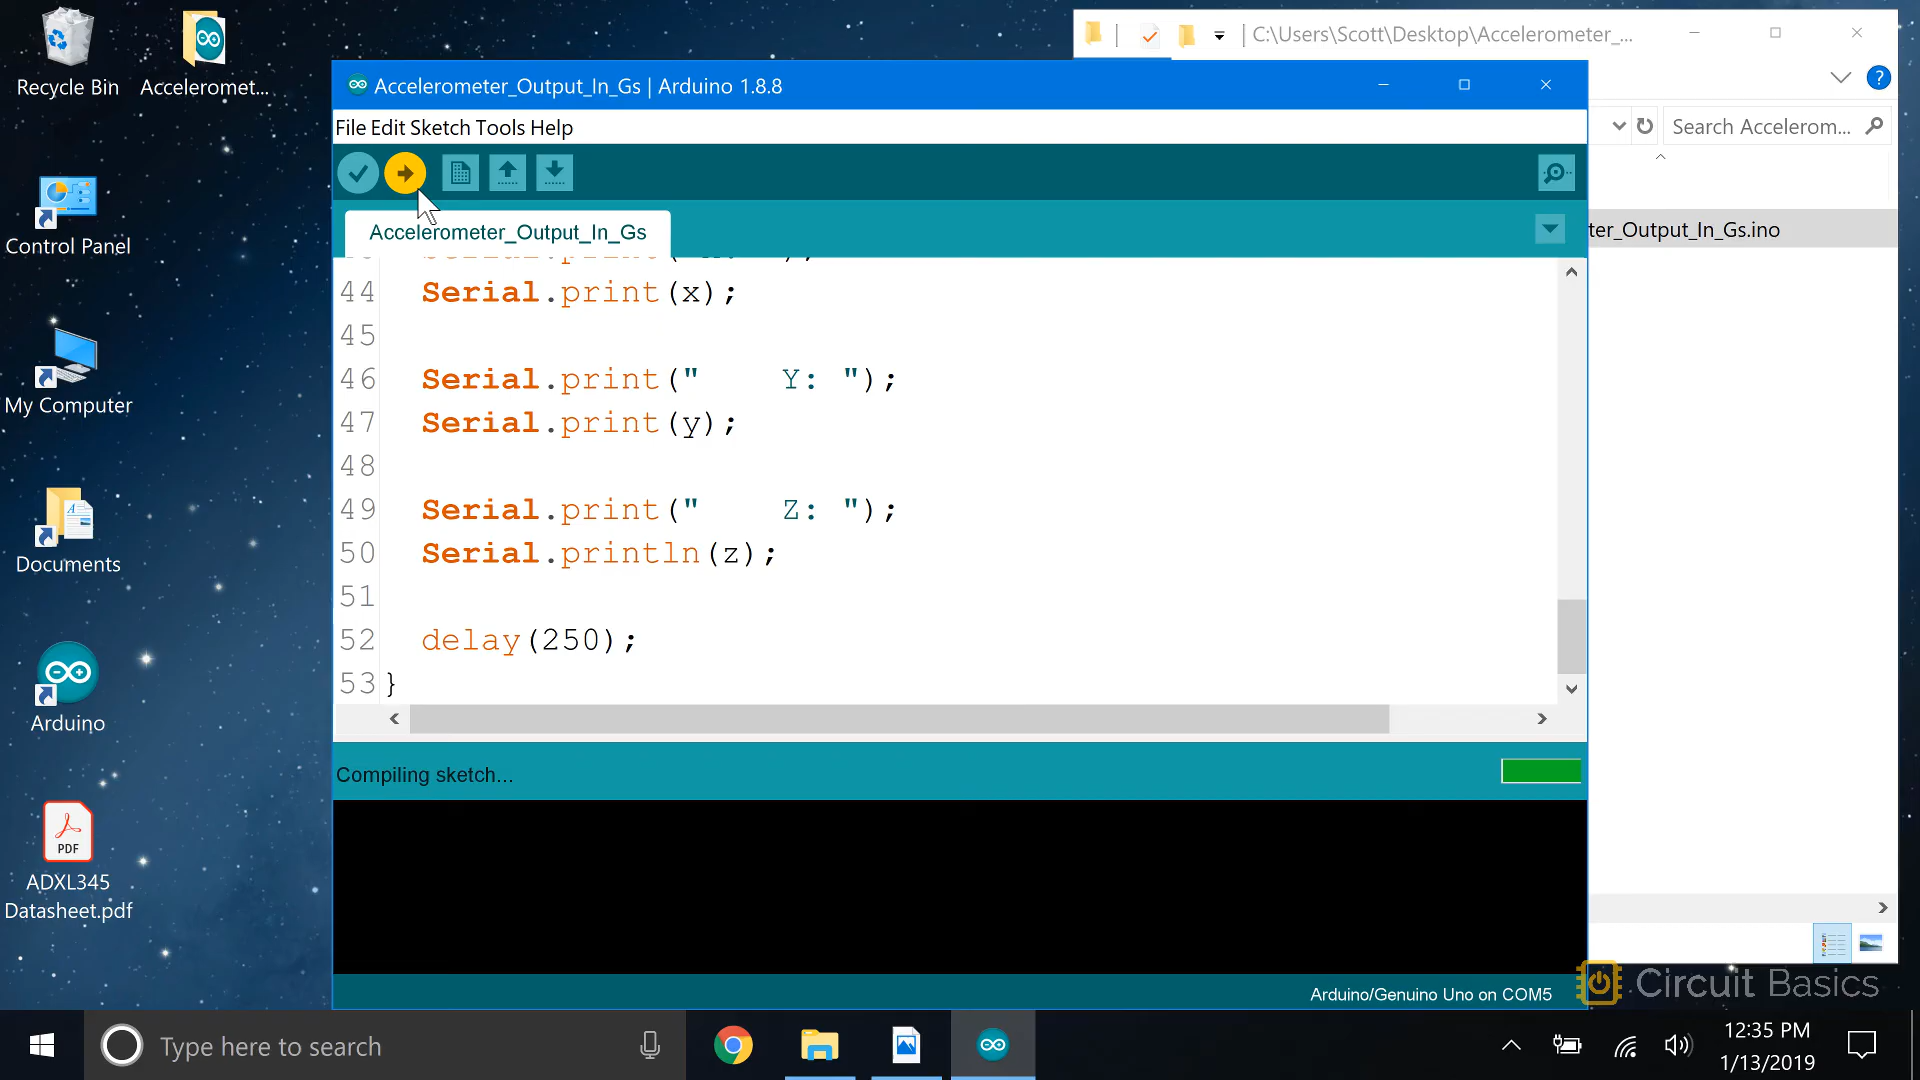 Recycle Bin
Acceleromet...
C:\Users\Scott\Desktop\Accelerometer_...
Accelerometer_Output_In_Gs | Arduino 1.8.8
File Edit Sketch Tools Help
Search Accelerom...
Accelerometer_Output_In_Gs
ter_Output_In_Gs.ino
Control Panel
My Computer
Documents
Arduino
PDF
ADXL345
Datasheet.pdf
44 Serial.print(x);
45
46 Serial.print("    Y: ");
47 Serial.print(y);
48
49 Serial.print("    Z: ");
50 Serial.println(z);
51
52 delay(250);
53 }
Compiling sketch...
Arduino/Genuino Uno on COM5
Circuit Basics
Type here to search
12:35 PM
1/13/2019